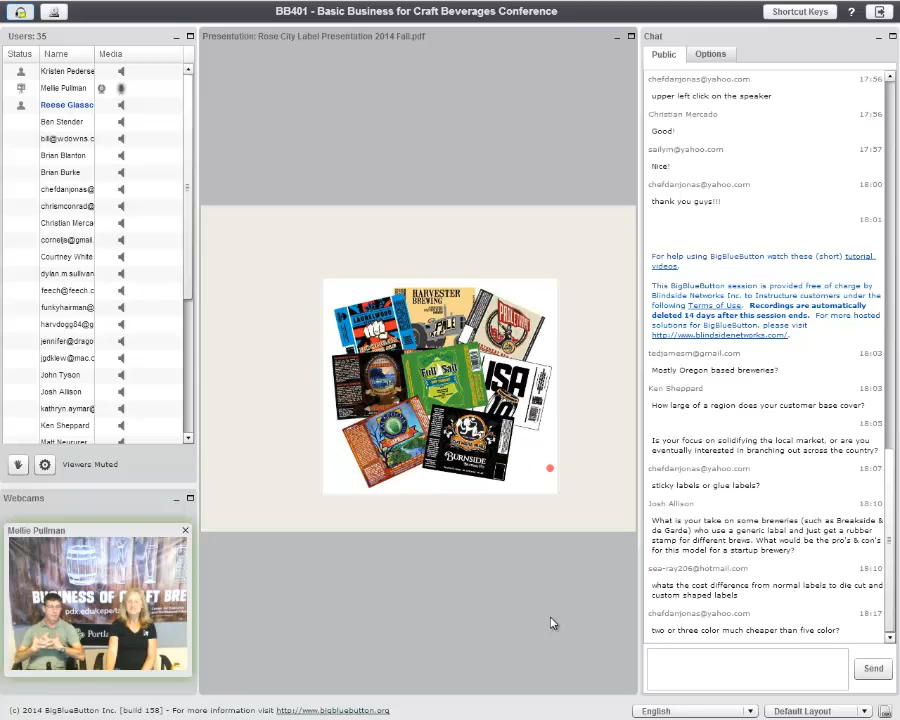 BB401 - Basic Business for Craft Beverages Conference
Shortcut Keys
?
Users: 35
Status Name Media
Kristen Pederse
Mellie Pullman
Reese Glassc
Ben Stender
bill@wdowns.c
Brian Blanton
Brian Burke
chefdanjonas@
chrismconrad@
Christian Merca
corneljs@gmail.
Courtney White
dylan.m.sullivan
feech@feech.c
funkyhairman@
harvdogg84@g
jennifer@drago
jgdklew@mac.c
John Tyson
Josh Allison
kathryn.aymar@
Ken Sheppard
Matt Neururer
Viewers Muted
Webcams
Mellie Pullman
BUSINESS OF CRAFT BRE
pdx.edu/cepe/b
Portla
Presentation: Rose City Label Presentation 2014 Fall.pdf
LAURELWOOD
HARVESTER
BREWING
PALE
Full Sail
USA
BURNSIDE
Chat
Public Options
chefdanjonas@yahoo.com 17:56
upper left click on the speaker
Christian Mercado 17:56
Good!
sailym@yahoo.com 17:57
Nice!
chefdanjonas@yahoo.com 18:00
thank you guys!!!
18:01
For help using BigBlueButton watch these (short) tutorial
videos.
This BigBlueButton session is provided free of charge by
Blindside Networks Inc. to Instructure customers under the
following Terms of Use. Recordings are automatically
deleted 14 days after this session ends. For more hosted
solutions for BigBlueButton, please visit
http://www.blindsidenetworks.com/.
tedjamesm@gmail.com 18:03
Mostly Oregon based breweries?
Ken Sheppard 18:03
How large of a region does your customer base cover?
18:05
Is your focus on solidifying the local market, or are you
eventually interested in branching out across the country?
chefdanjonas@yahoo.com 18:07
sticky labels or glue labels?
Josh Allison 18:10
What is your take on some breweries (such as Breakside &
de Garde) who use a generic label and just get a rubber
stamp for different brews. What would be the pro's & con's
for this model for a startup brewery?
sea-ray206@hotmail.com 18:10
whats the cost difference from normal labels to die cut and
custom shaped labels
chefdanjonas@yahoo.com 18:17
two or three color much cheaper than five color?
Send
(c) 2014 BigBlueButton Inc. [build 158] - For more information visit http://www.bigbluebutton.org
English
Default Layout